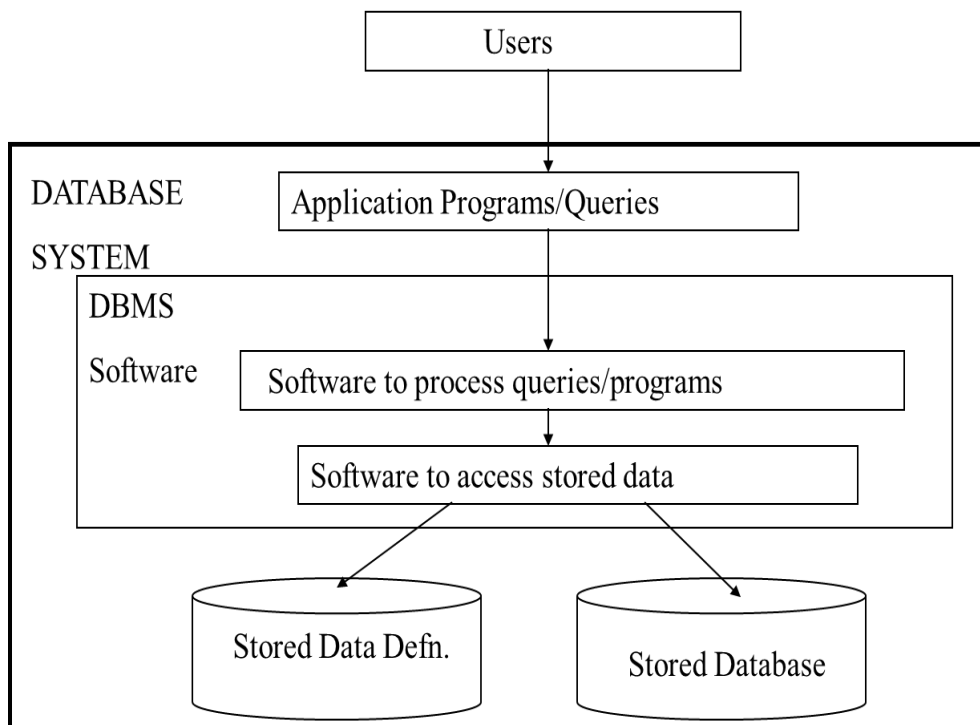 Users
DATABASE
SYSTEM
Application Programs/Queries
DBMS
Software
Software to process queries/programs
Software to access stored data
Stored Data Defn.
Stored Database